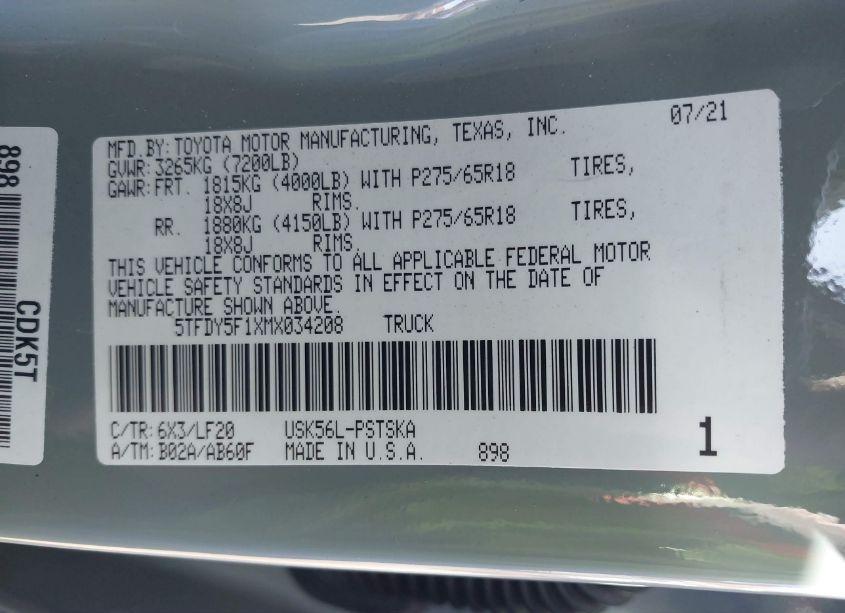 MFD.BY: TOYOTA MOTOR MANUFACTURING, TEXAS, INC. 07/21
GVWR: 3265KG (7200LB)
GAWR: FRT. 1815KG (4000LB) WITH P275/65R18 TIRES,
18X8J RIMS.
RR. 1880KG (4150LB) WITH P275/65R18 TIRES,
18X8J RIMS.
THIS VEHICLE CONFORMS TO ALL APPLICABLE FEDERAL MOTOR
VEHICLE SAFETY STANDARDS IN EFFECT ON THE DATE OF
MANUFACTURE SHOWN ABOVE.
5TFDY5F1XMX034208 TRUCK
C/TR: 6X3/LF20 USK56L-PSTSKA
A/TM: B02A/AB60F MADE IN U.S.A. 898
1
898
CDK5T